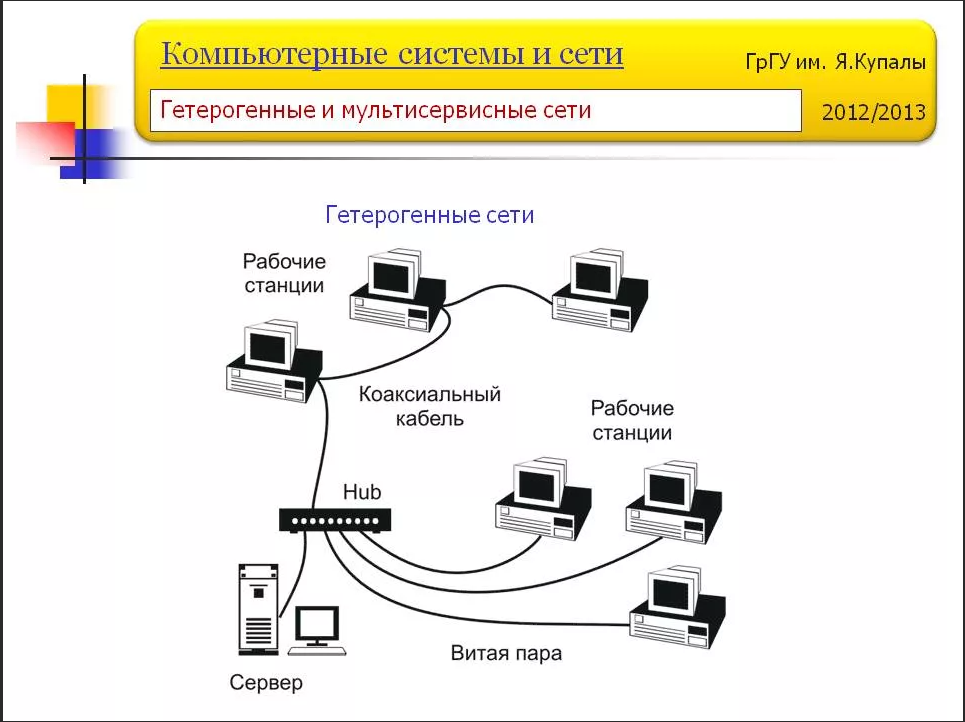 Компьютерные системы и сети
ГрГУ им. Я.Купалы
Гетерогенные и мультисервисные сети
2012/2013
Гетерогенные сети
Рабочие
станции
Коаксиальный
кабель
Рабочие
станции
Hub
Витая пара
Сервер